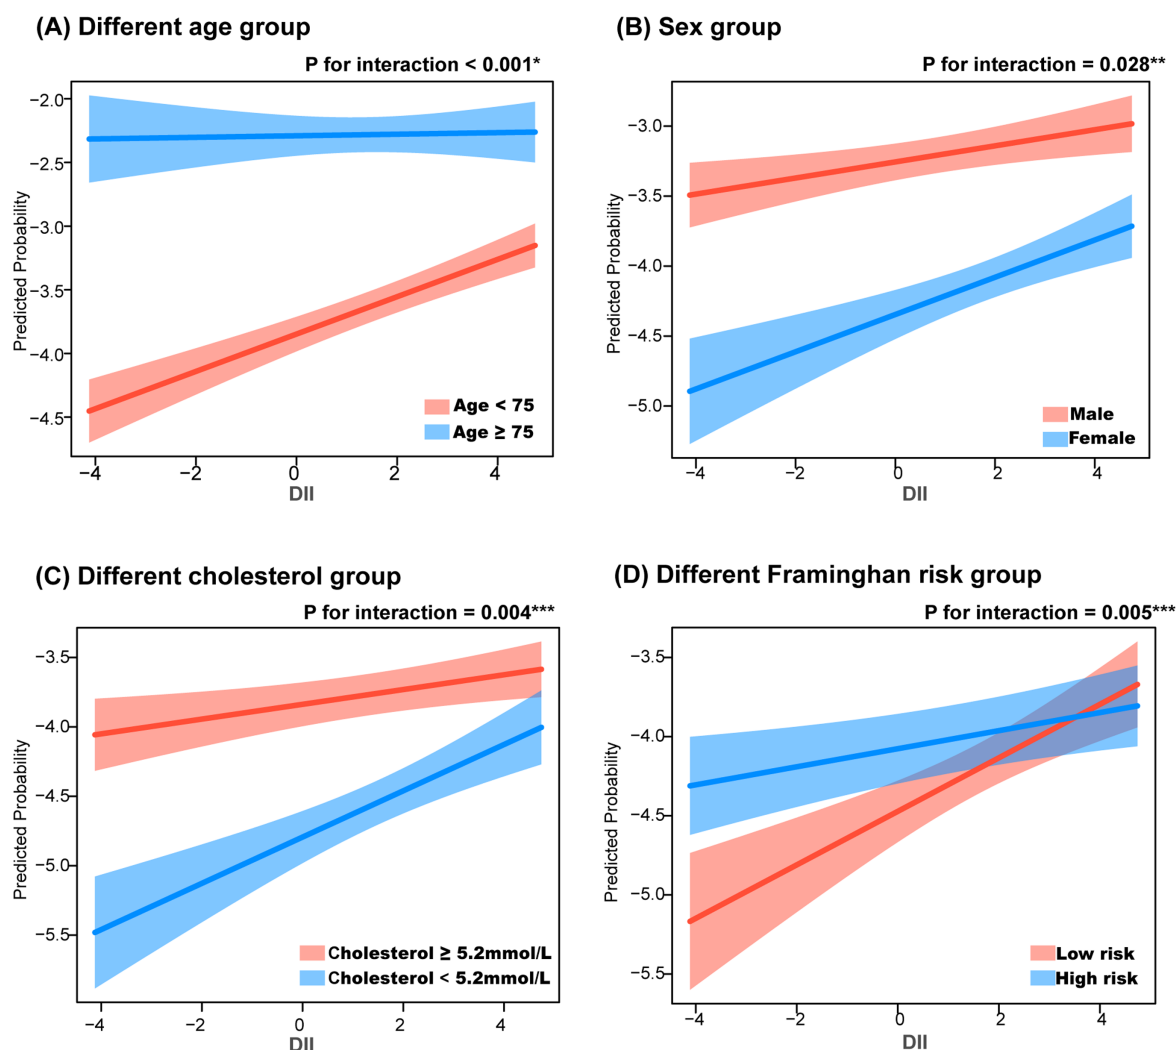 (A) Different age group
P for interaction < 0.001*
Predicted Probability
−2.0
−2.5
−3.0
−3.5
−4.0
−4.5
Age < 75
Age ≥ 75
−4 −2 0 2 4
DII
(B) Sex group
P for interaction = 0.028**
Predicted Probability
−3.0
−3.5
−4.0
−4.5
−5.0
Male
Female
−4 −2 0 2 4
DII
(C) Different cholesterol group
P for interaction = 0.004***
Predicted Probability
−3.5
−4.0
−4.5
−5.0
−5.5
Cholesterol ≥ 5.2mmol/L
Cholesterol < 5.2mmol/L
−4 −2 0 2 4
DII
(D) Different Framinghan risk group
P for interaction = 0.005***
Predicted Probability
−3.5
−4.0
−4.5
−5.0
−5.5
Low risk
High risk
−4 −2 0 2 4
DII